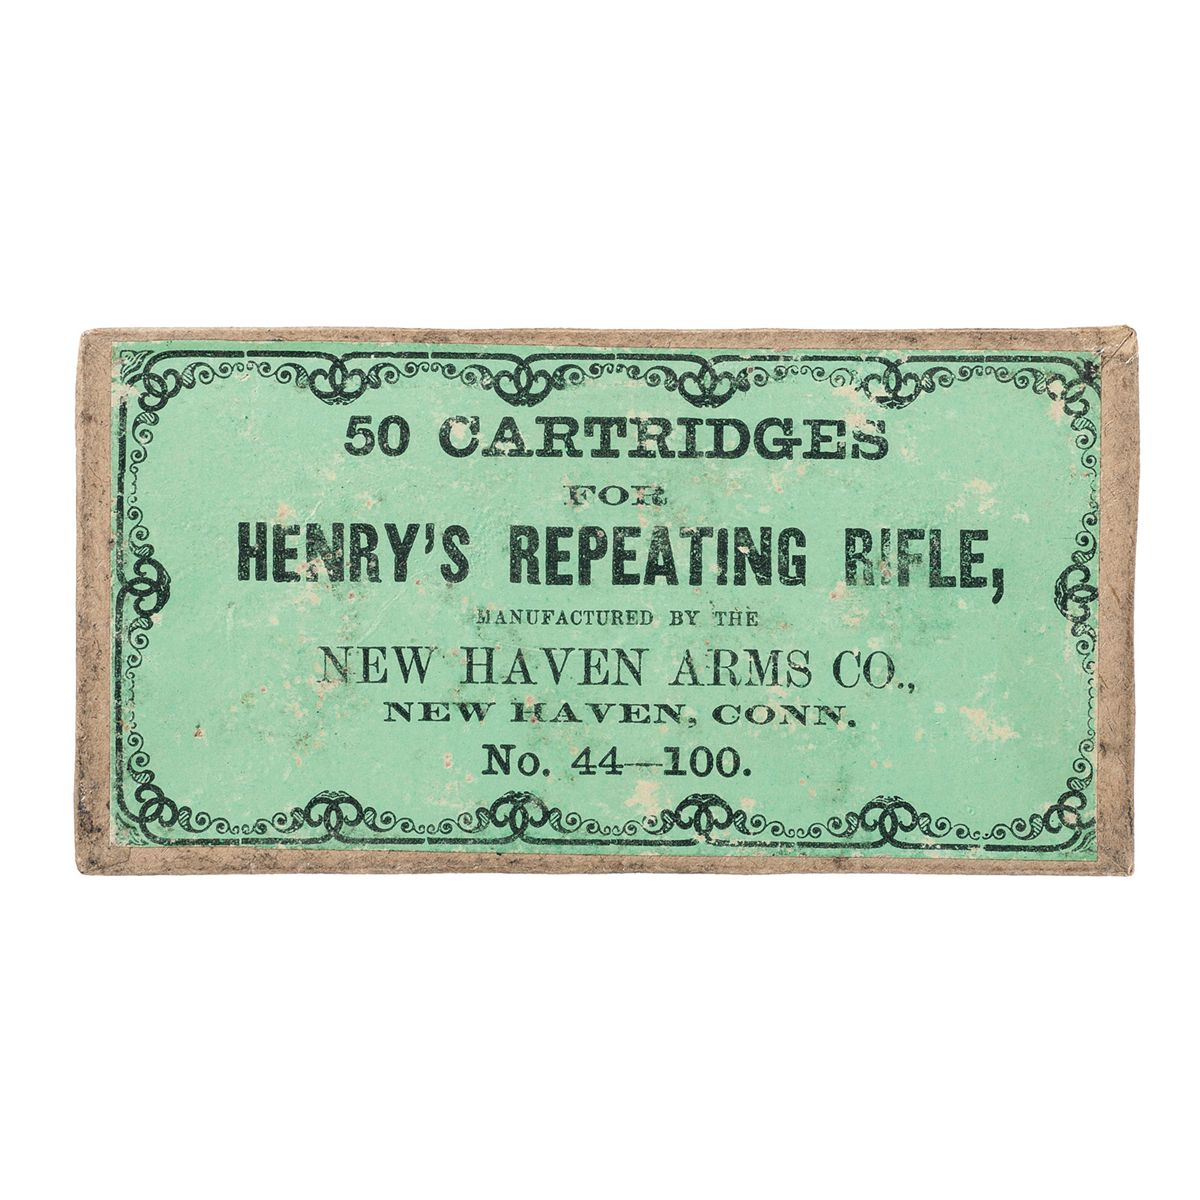 50 CARTRIDGES
FOR
HENRY'S REPEATING RIFLE,
MANUFACTURED BY THE
NEW HAVEN ARMS CO.,
NEW HAVEN, CONN.
No. 44—100.